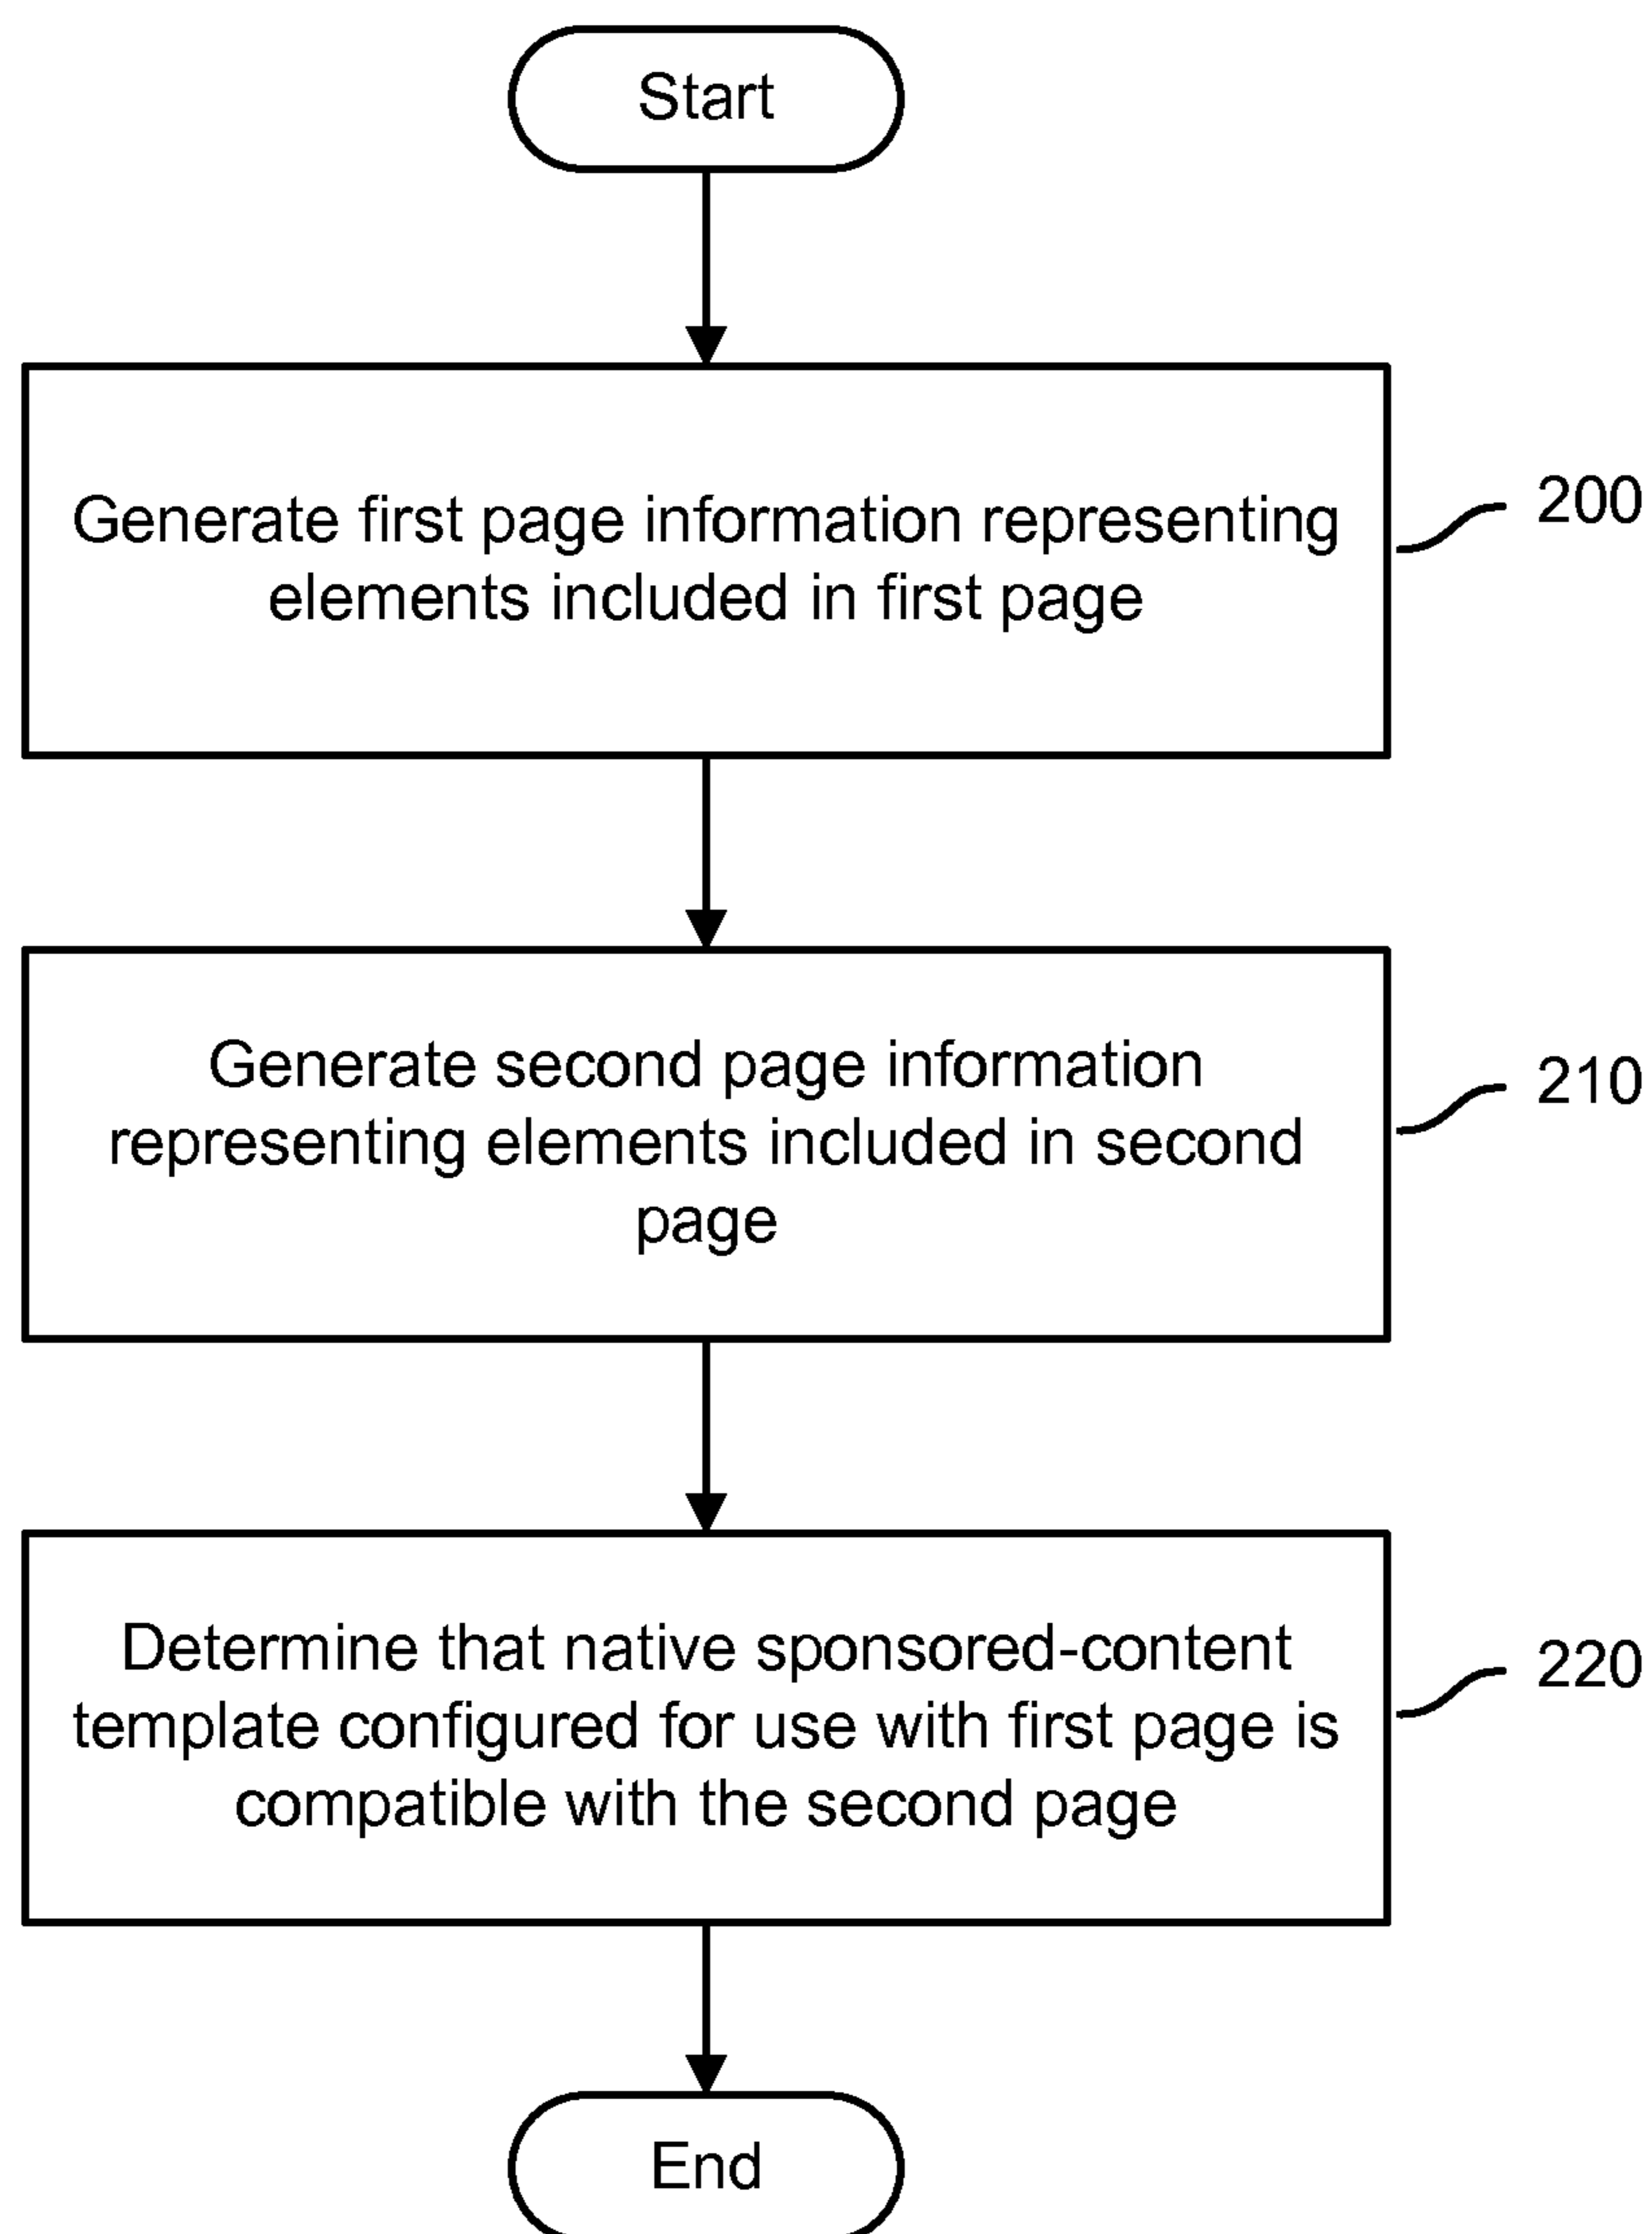 Start
Generate first page information representing
elements included in first page
200
Generate second page information
representing elements included in second
page
210
Determine that native sponsored-content
template configured for use with first page is
compatible with the second page
220
End